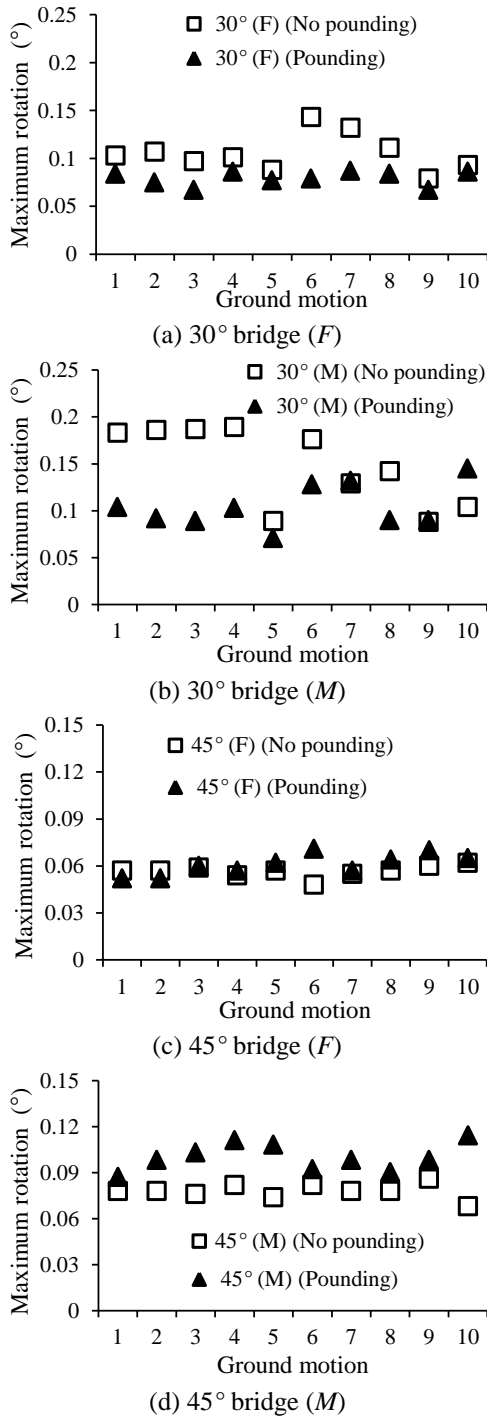 30° (F) (No pounding)
30° (F) (Pounding)
Maximum rotation (°)
0.25
0.2
0.15
0.1
0.05
0
1 2 3 4 5 6 7 8 9 10
Ground motion
(a) 30° bridge (F)
30° (M) (No pounding)
30° (M) (Pounding)
Maximum rotation (°)
0.25
0.2
0.15
0.1
0.05
0
1 2 3 4 5 6 7 8 9 10
Ground motion
(b) 30° bridge (M)
45° (F) (No pounding)
45° (F) (Pounding)
Maximum rotation (°)
0.15
0.12
0.09
0.06
0.03
0
1 2 3 4 5 6 7 8 9 10
Ground motion
(c) 45° bridge (F)
Maximum rotation (°)
0.15
0.12
0.09
0.06
0.03
0
45° (M) (No pounding)
45° (M) (Pounding)
1 2 3 4 5 6 7 8 9 10
Ground motion
(d) 45° bridge (M)